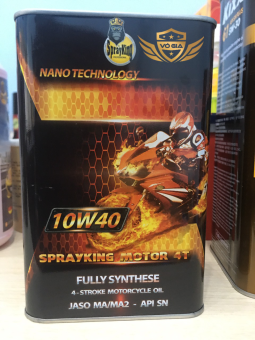 SprayKing
VO GIA
NANO TECHNOLOGY
10W40
SPRAYKING MOTOR 4T
FULLY SYNTHESE
4 - STROKE MOTORCYCLE OIL
JASO MA/MA2 - API SN